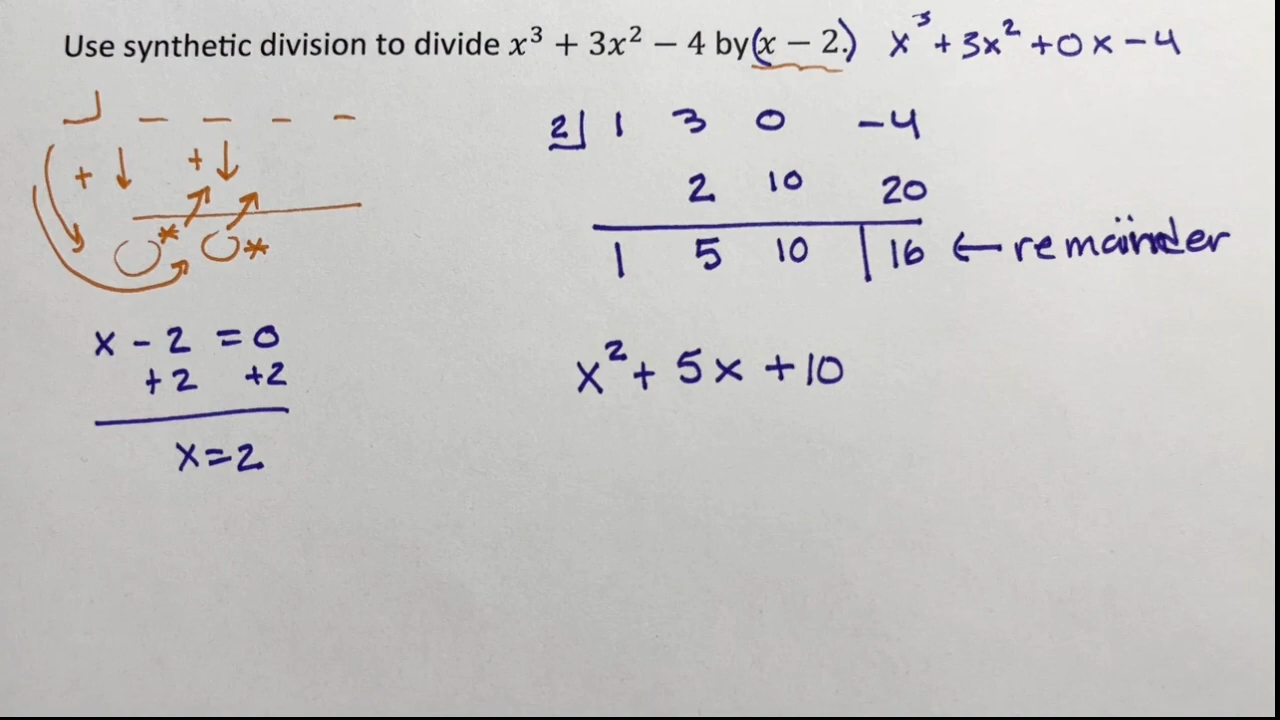 Use synthetic division to divide x³ + 3x² − 4 by (x − 2.) x³ + 3x² + 0x − 4
2 1 3 0 −4
+ +
2 10 20
* *
1 5 10 | 16 ← remainder
x − 2 = 0
+2 +2
x = 2
x² + 5x + 10